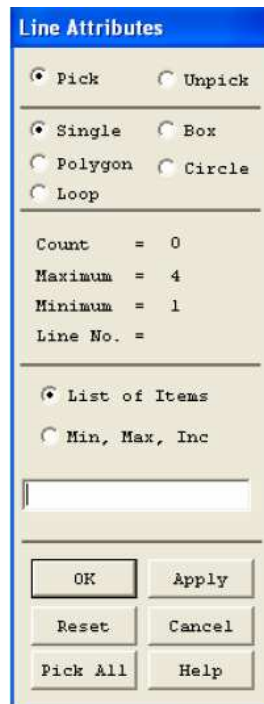 Line Attributes
Pick Unpick
Single Box
Polygon Circle
Loop
Count = 0
Maximum = 4
Minimum = 1
Line No. =
List of Items
Min, Max, Inc
OK Apply
Reset Cancel
Pick All Help